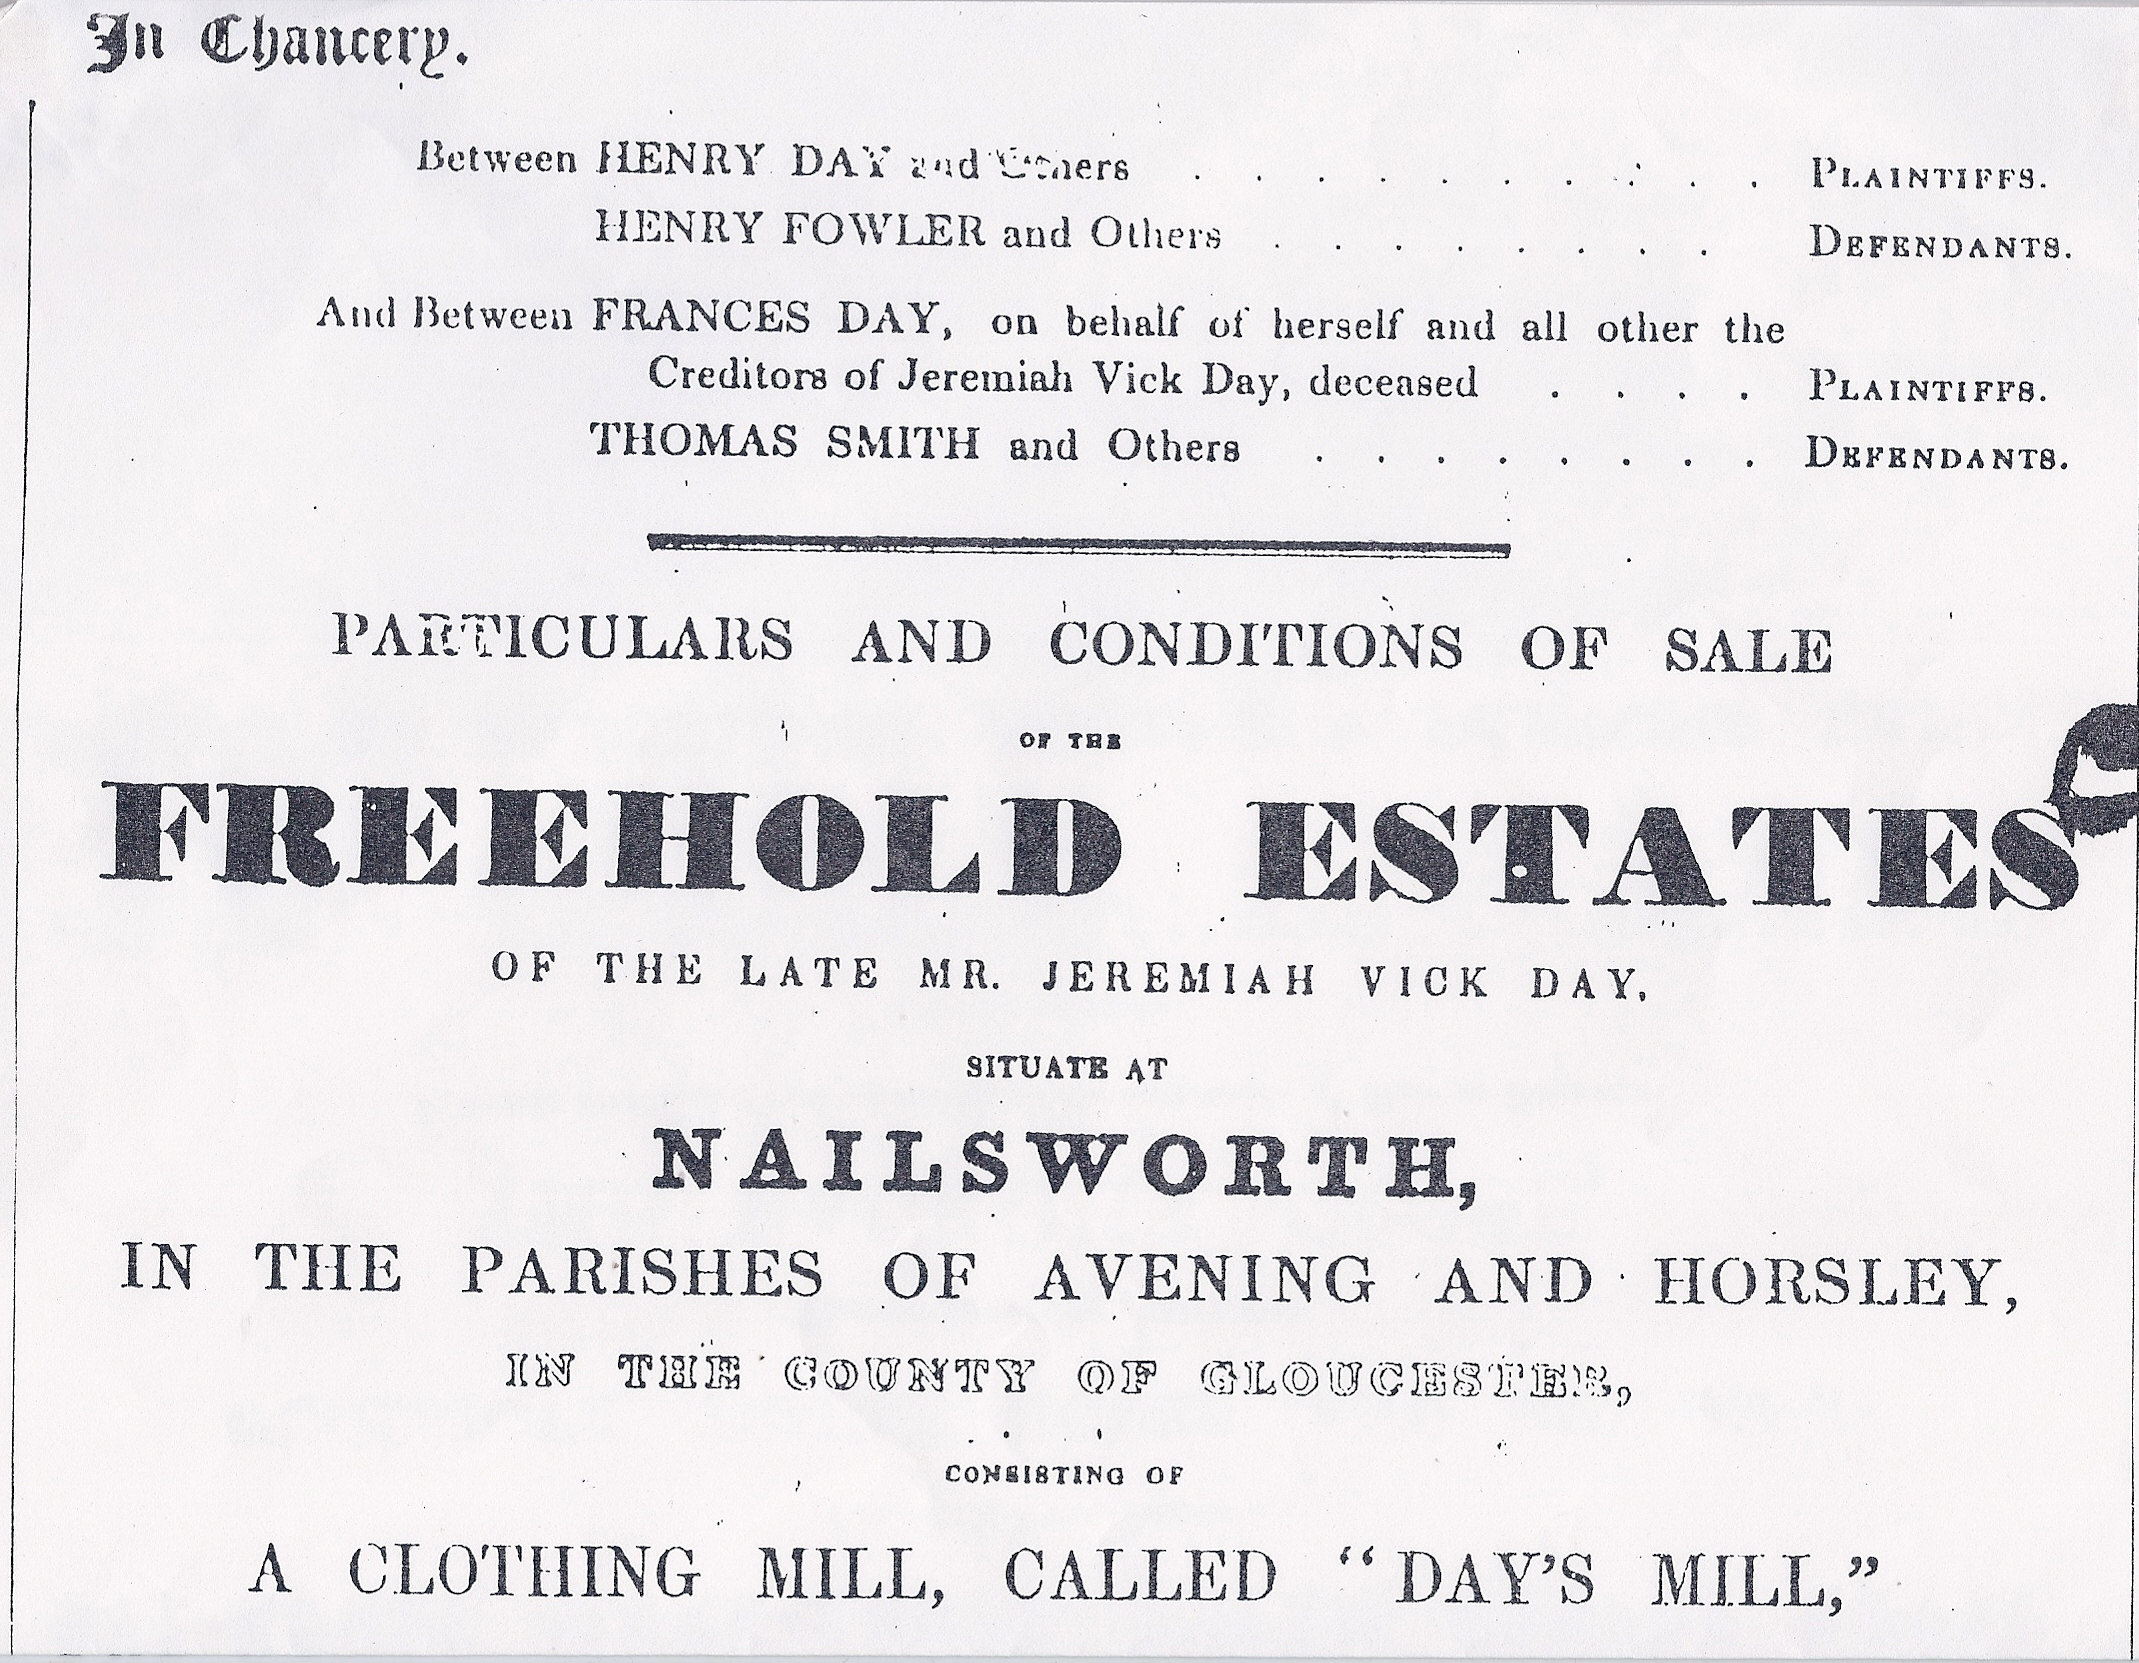 In Chancery.
Between HENRY DAY and Others . . . . . . . . . . PLAINTIFFS.
HENRY FOWLER and Others . . . . . . . . DEFENDANTS.
And Between FRANCES DAY, on behalf of herself and all other the
Creditors of Jeremiah Vick Day, deceased . . . . PLAINTIFFS.
THOMAS SMITH and Others . . . . . . . . DEFENDANTS.
PARTICULARS AND CONDITIONS OF SALE
OF THE
FREEHOLD ESTATES
OF THE LATE MR. JEREMIAH VICK DAY,
SITUATE AT
NAILSWORTH,
IN THE PARISHES OF AVENING AND HORSLEY,
IN THE COUNTY OF GLOUCESTER,
CONSISTING OF
A CLOTHING MILL, CALLED “DAY’S MILL,”